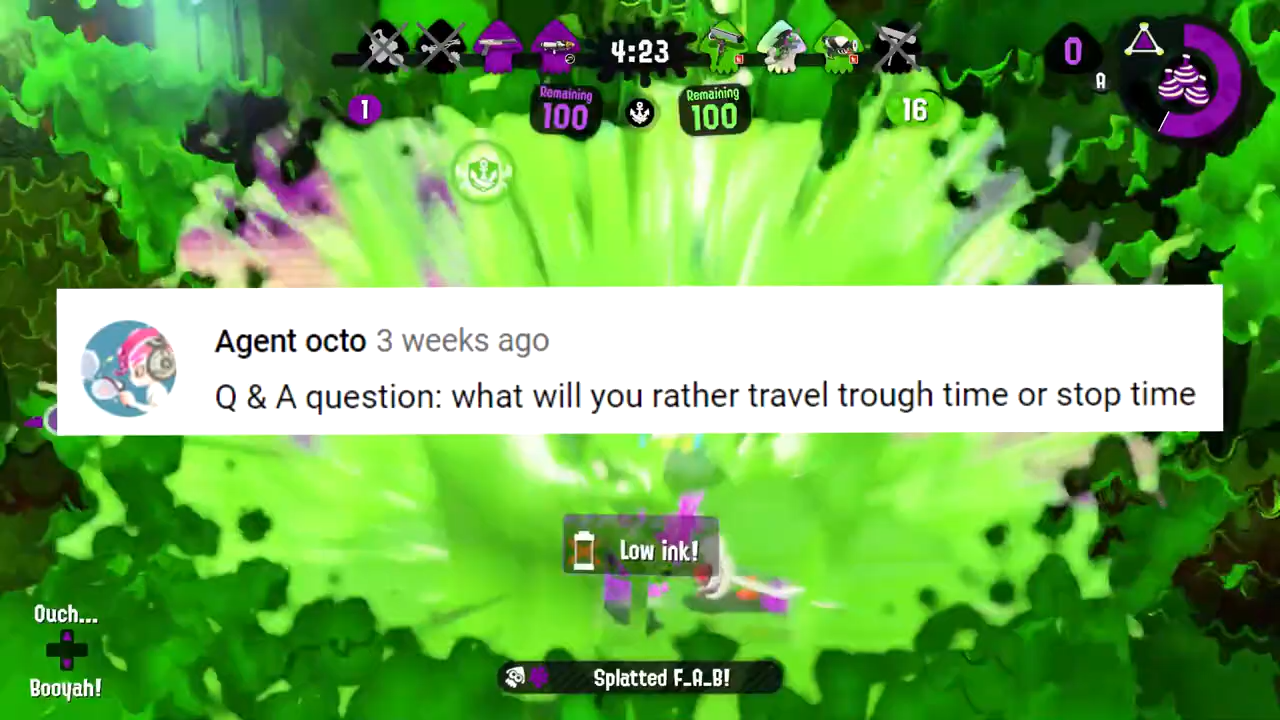 4:23
0
A
Remaining
100
Remaining
100
1
16
Agent octo 3 weeks ago
Q & A question: what will you rather travel trough time or stop time
Low ink!
Ouch...
Booyah!
Splatted F_A_B!